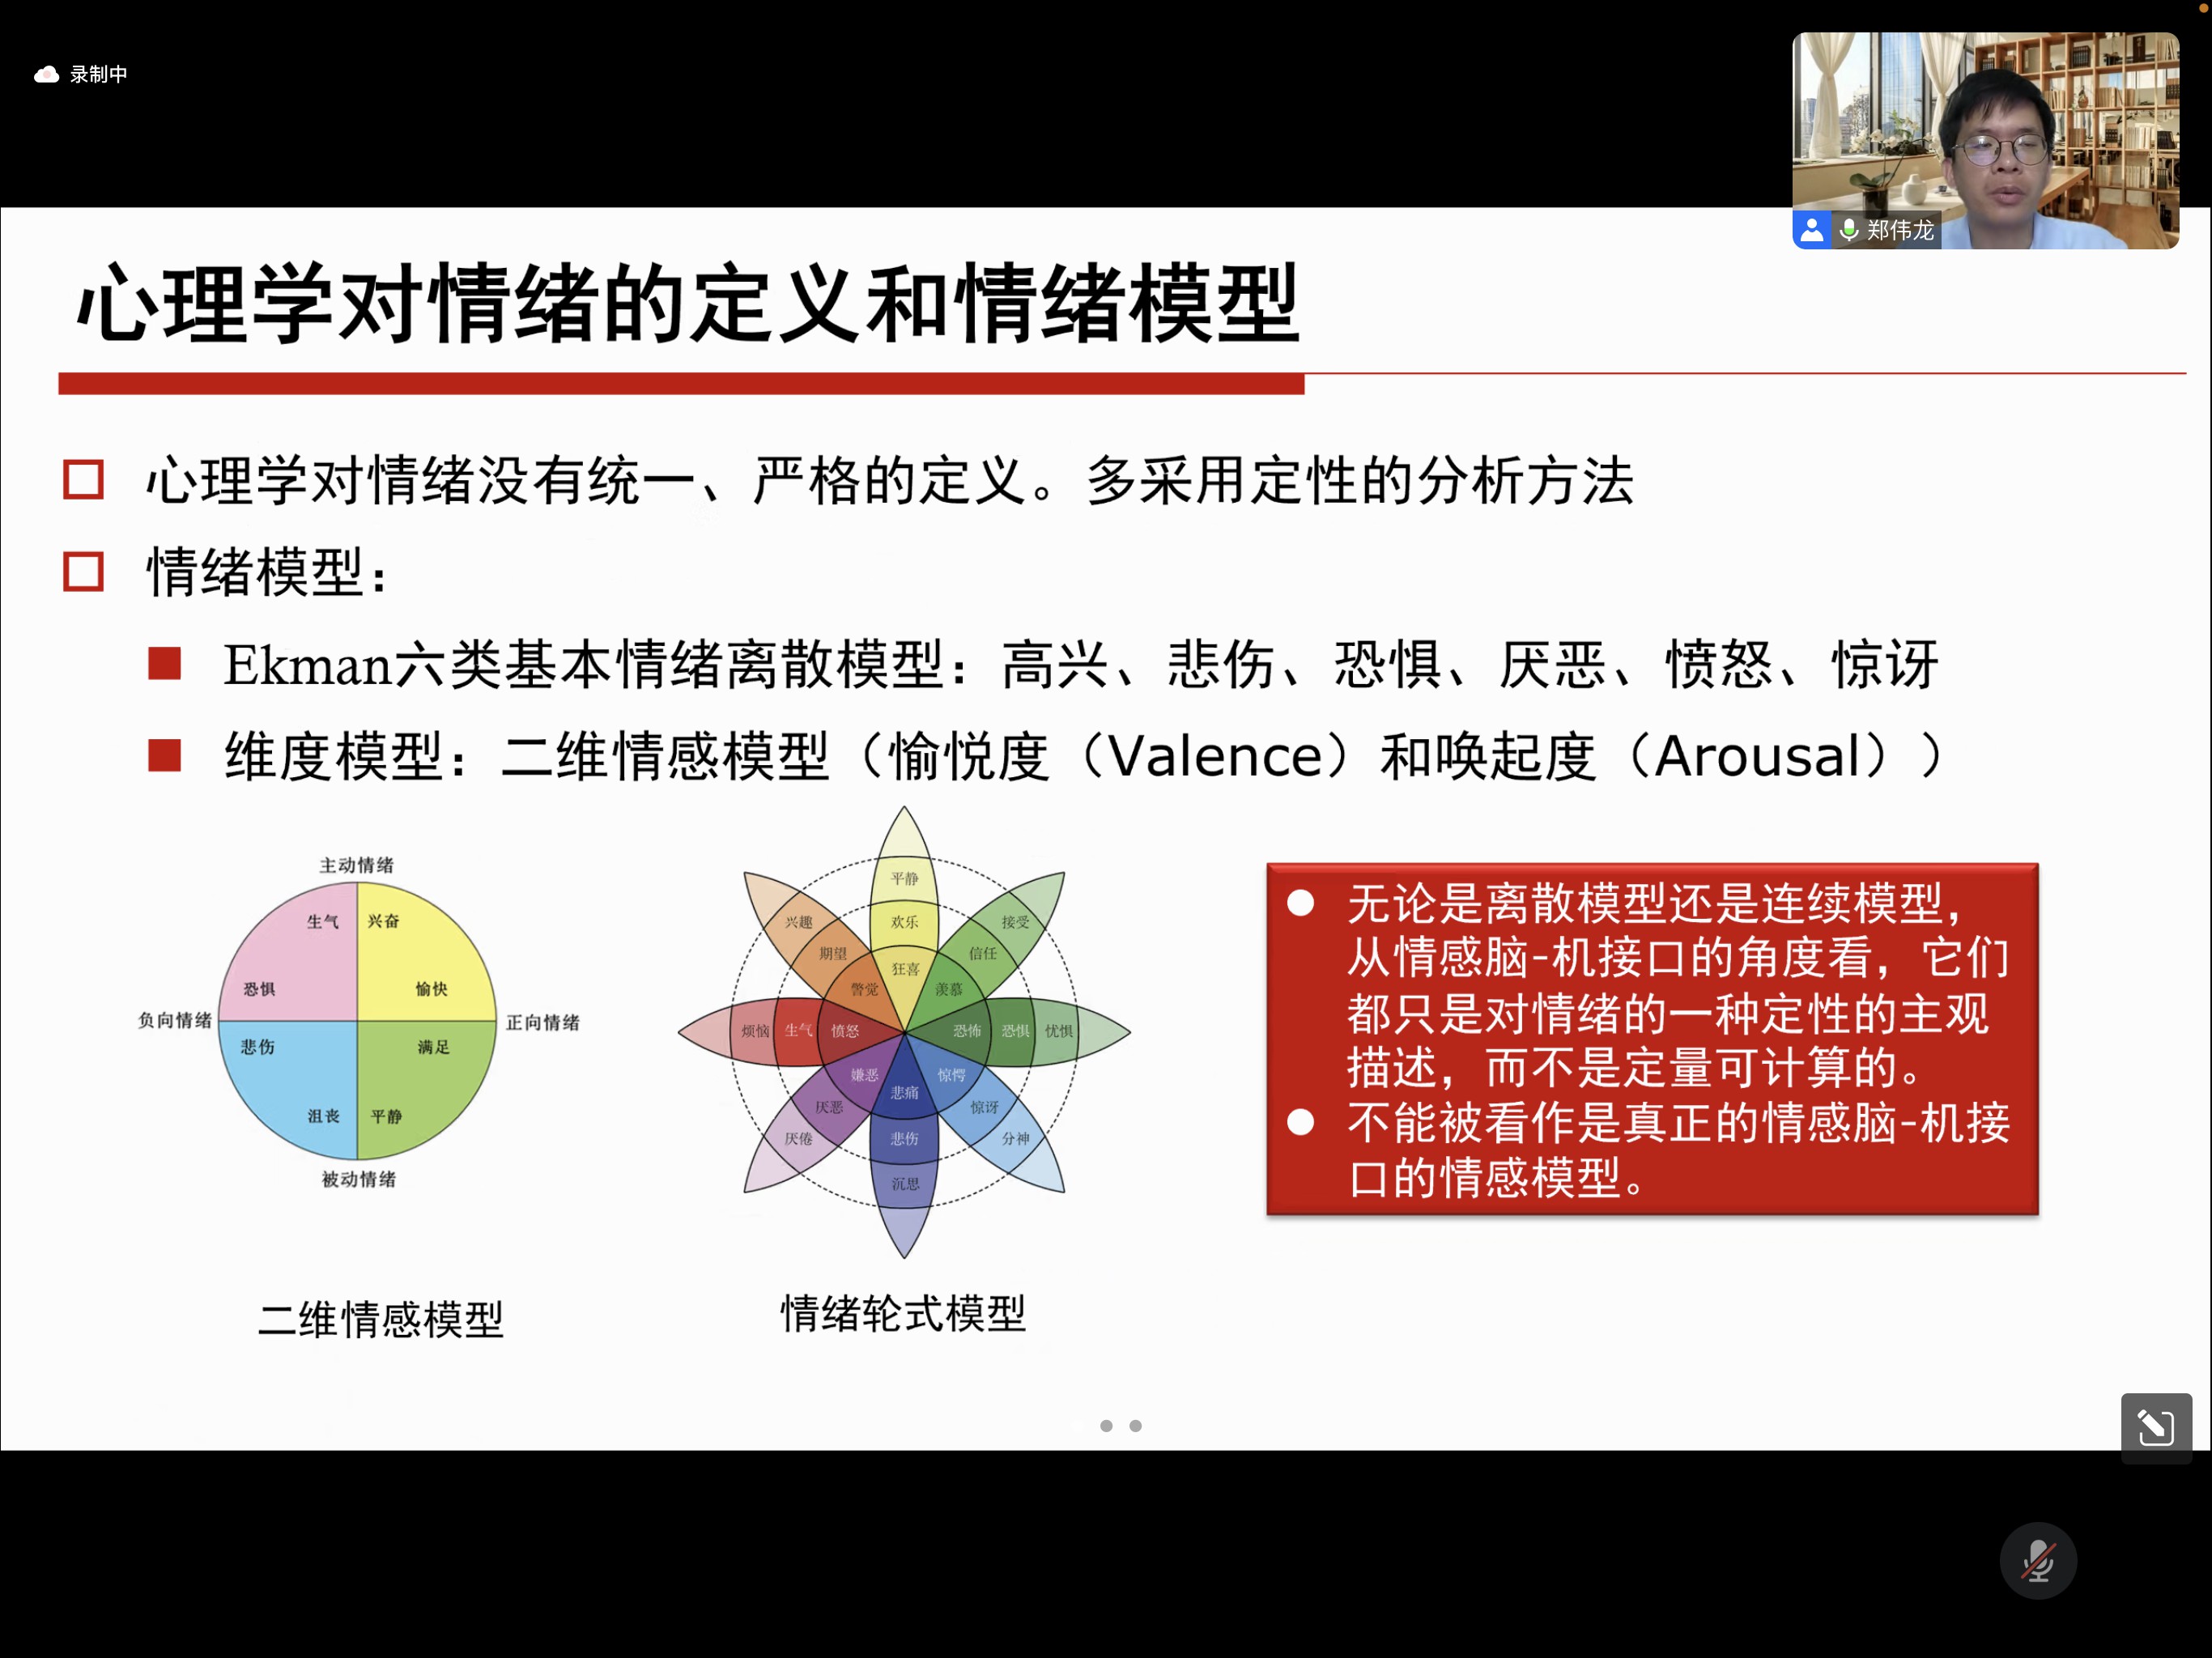 录制中
郑伟龙
心理学对情绪的定义和情绪模型
心理学对情绪没有统一、严格的定义。多采用定性的分析方法
情绪模型：
Ekman六类基本情绪离散模型：高兴、悲伤、恐惧、厌恶、愤怒、惊讶
维度模型：二维情感模型（愉悦度（Valence）和唤起度（Arousal））
主动情绪
生气 兴奋
恐惧 愉快
负向情绪 正向情绪
悲伤 满足
沮丧 平静
被动情绪
二维情感模型
平静
兴趣 欢乐 接受
期望 信任
狂喜
警觉 羡慕
烦恼 生气 愤怒 恐怖 恐惧 忧惧
嫌恶 惊愕
悲痛
厌恶 惊讶
厌倦 悲伤 分神
沉思
情绪轮式模型
无论是离散模型还是连续模型，
从情感脑-机接口的角度看，它们
都只是对情绪的一种定性的主观
描述，而不是定量可计算的。
不能被看作是真正的情感脑-机接
口的情感模型。